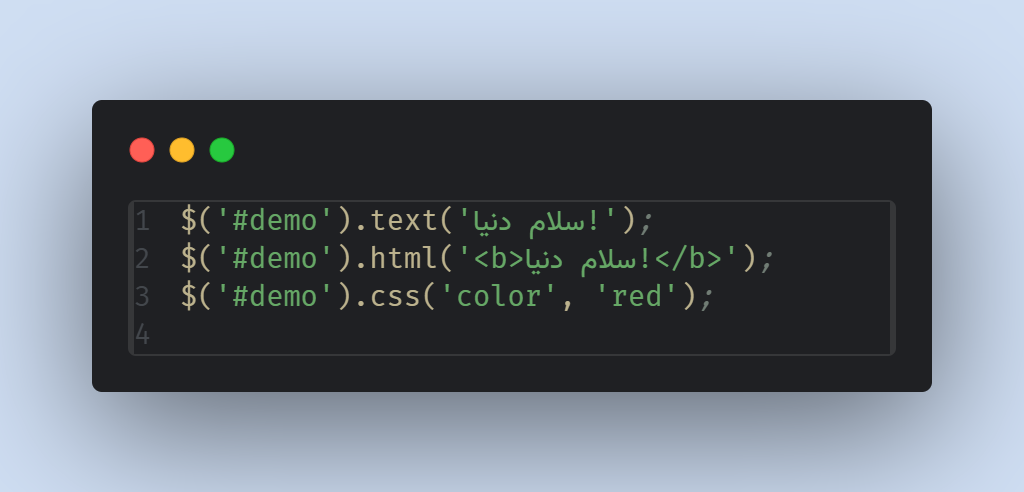 1 $('#demo').text('سلام دنیا!');
2 $('#demo').html('<b>سلام دنیا!</b>');
3 $('#demo').css('color', 'red');
4